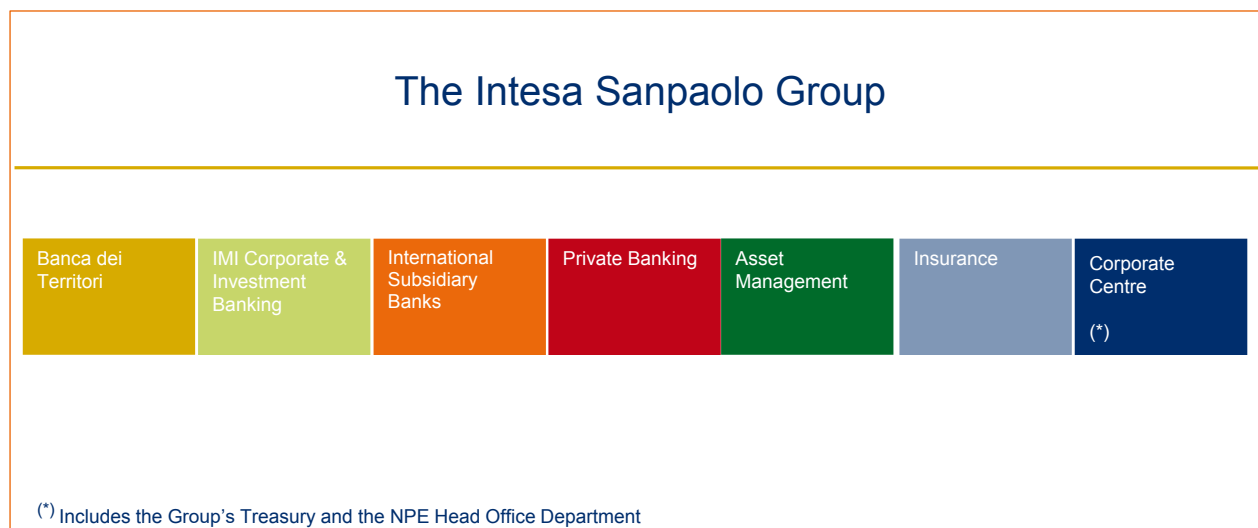 The Intesa Sanpaolo Group
Banca dei
Territori
IMI Corporate &
Investment
Banking
International
Subsidiary
Banks
Private Banking
Asset
Management
Insurance
Corporate
Centre
(*)
(*) Includes the Group's Treasury and the NPE Head Office Department